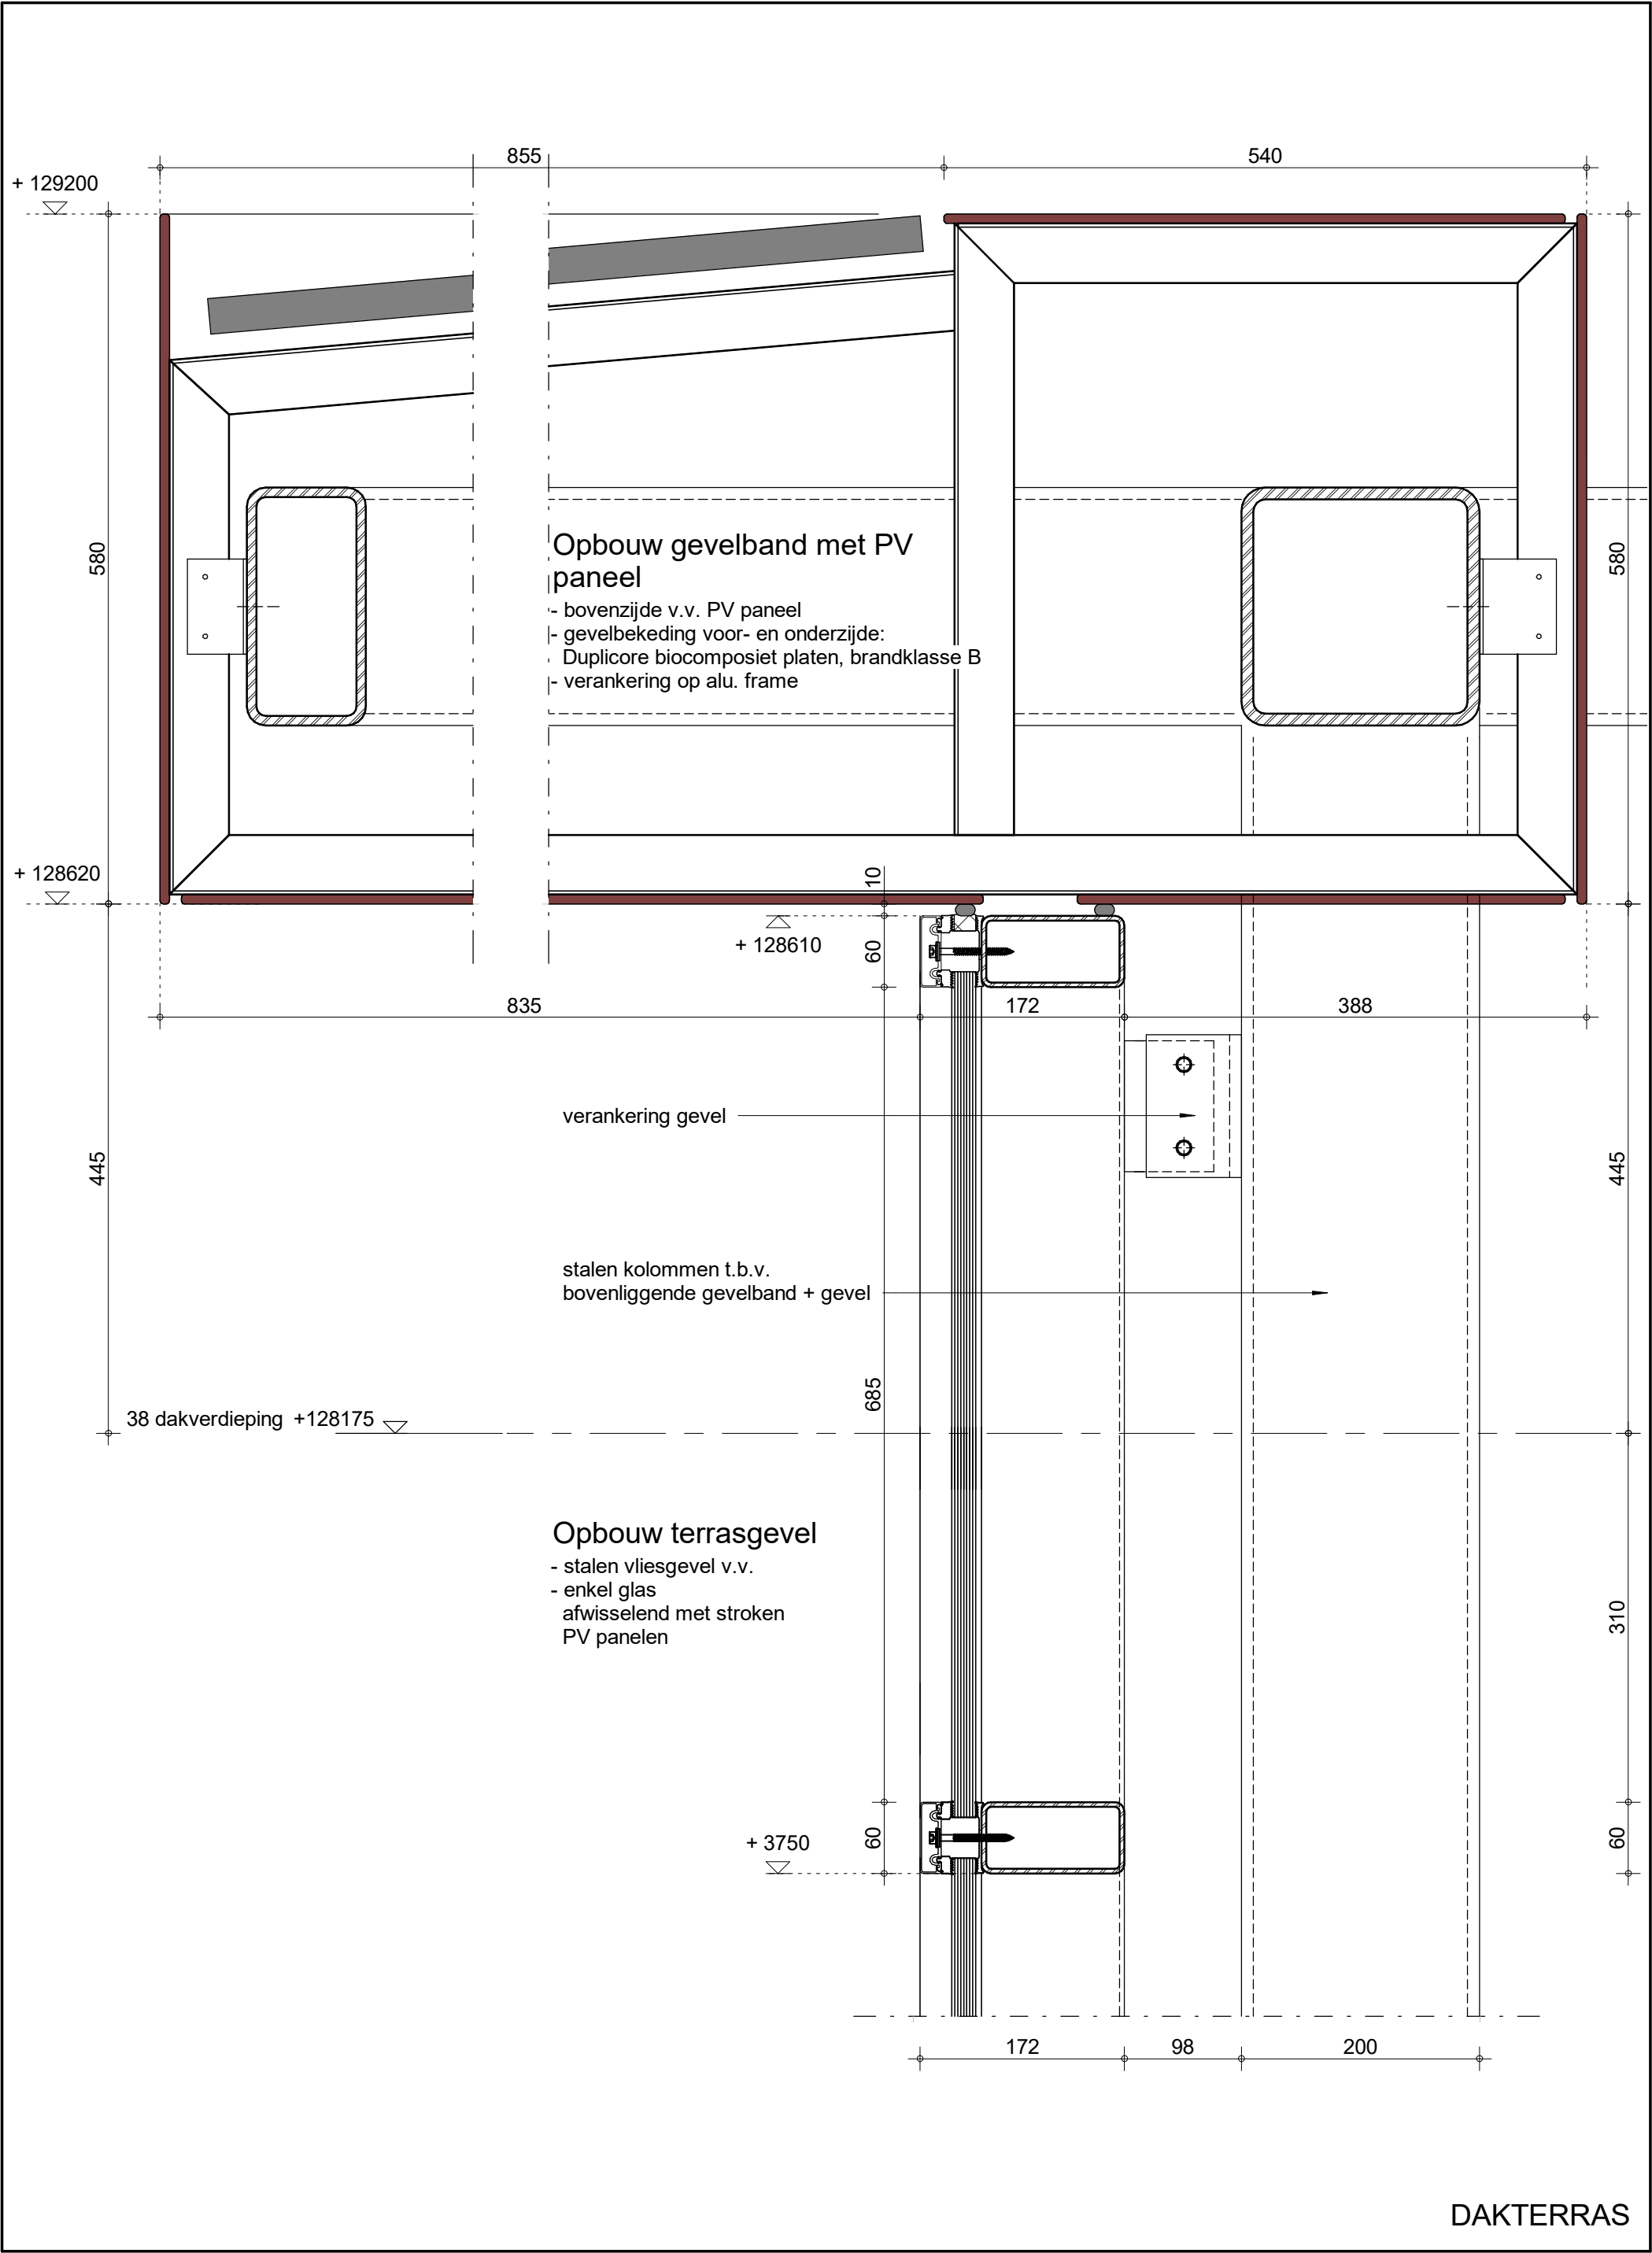 855
540
+ 129200
580
580
Opbouw gevelband met PV
paneel
- bovenzijde v.v. PV paneel
- gevelbekeding voor- en onderzijde:
Duplicore biocomposiet platen, brandklasse B
- verankering op alu. frame
+ 128620
10
+ 128610
60
835
172
388
verankering gevel
445
445
stalen kolommen t.b.v.
bovenliggende gevelband + gevel
685
38 dakverdieping +128175
Opbouw terrasgevel
- stalen vliesgevel v.v.
- enkel glas
afwisselend met stroken
PV panelen
310
+ 3750
60
60
172
98
200
DAKTERRAS